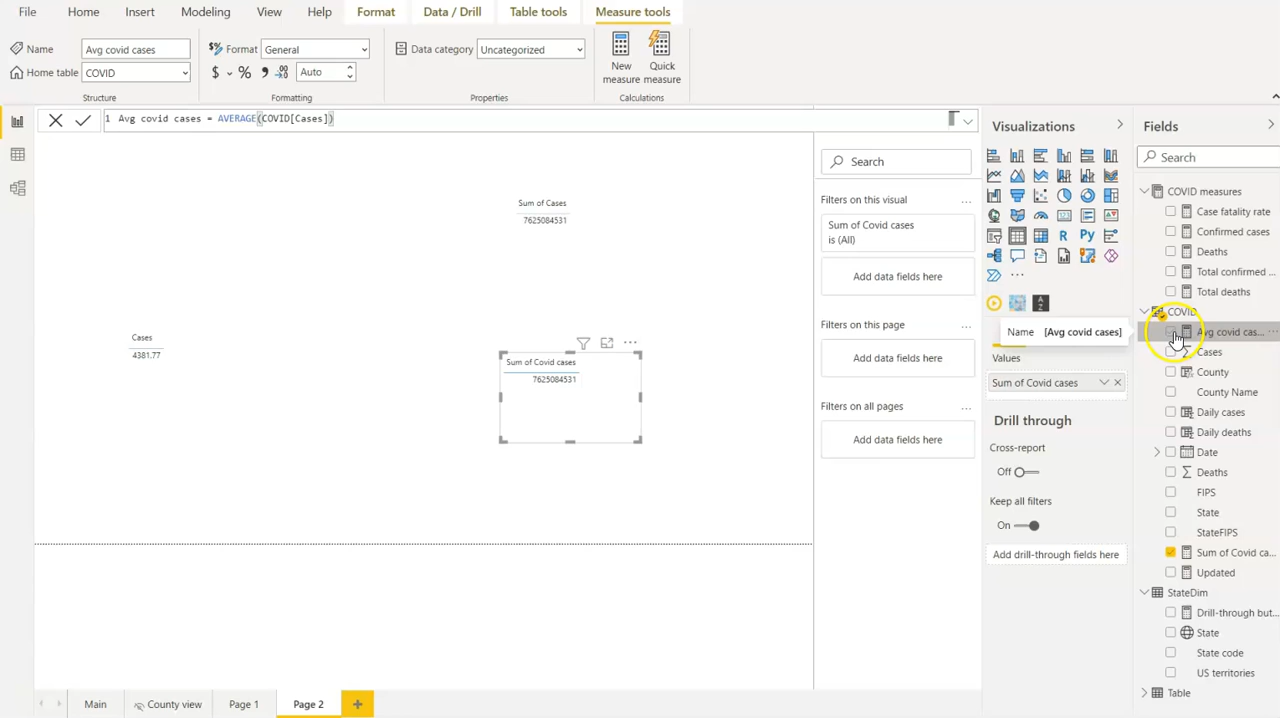 File Home Insert Modeling View Help Format Data / Drill Table tools Measure tools
Name Avg covid cases
Home table COVID
Structure
Format General
$ % , Auto
Formatting
Data category Uncategorized
Properties
New measure
Quick measure
Calculations
1 Avg covid cases = AVERAGE(COVID[Cases])
Sum of Cases
7625084531
Cases
4381.77
Sum of Covid cases
7625084531
Search
Filters on this visual
Sum of Covid cases
is (All)
Add data fields here
Filters on this page
Add data fields here
Filters on all pages
Add data fields here
Visualizations
R Py
Name [Avg covid cases]
Values
Sum of Covid cases
Drill through
Cross-report
Off
Keep all filters
On
Add drill-through fields here
Fields
Search
COVID measures
Case fatality rate
Confirmed cases
Deaths
Total confirmed ...
Total deaths
COVID
Avg covid cas...
Cases
County
County Name
Daily cases
Daily deaths
Date
Deaths
FIPS
State
StateFIPS
Sum of Covid ca...
Updated
StateDim
Drill-through but...
State
State code
US territories
Table
Main County view Page 1 Page 2